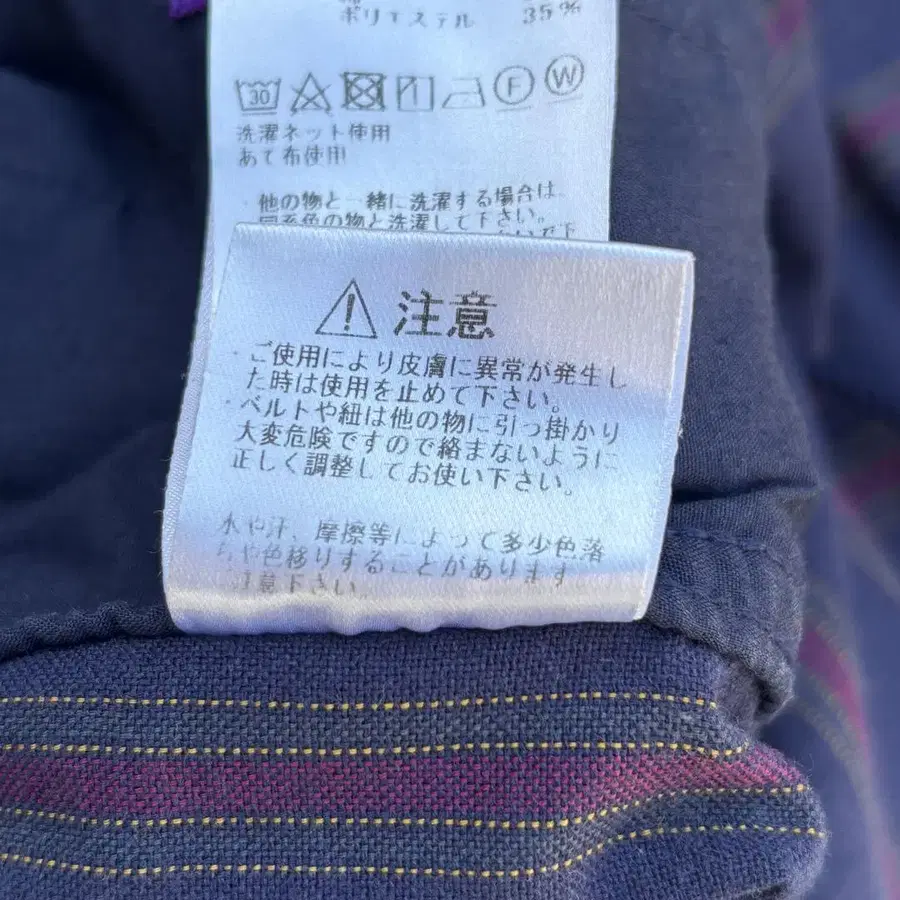 ポリエステル 35%
30 F W
洗濯ネット使用
あて布使用
・他の物と一緒に洗濯する場合は、
同系色の物と洗濯して下さい。
注意
・ご使用により皮膚に異常が発生し
た時は使用を止めて下さい。
・ベルトや紐は他の物に引っ掛かり
大変危険ですので絡まないように
正しく調整してお使い下さい。
水や汗、摩擦等によって多少色落
ちや色移りすることがあります
注意下さい。